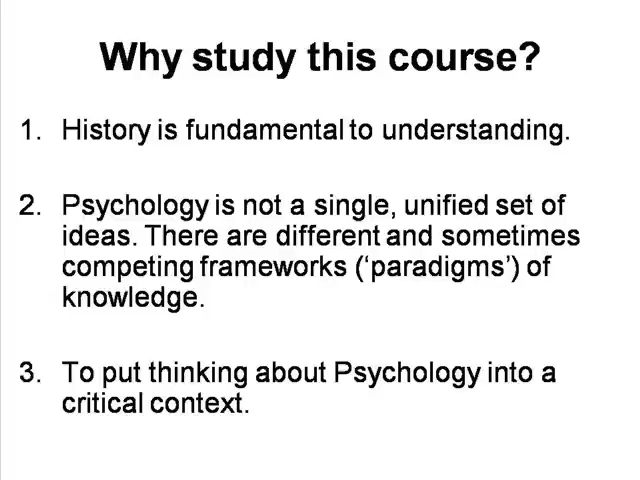 Why study this course?
1. History is fundamental to understanding.
2. Psychology is not a single, unified set of
ideas. There are different and sometimes
competing frameworks (‘paradigms’) of
knowledge.
3. To put thinking about Psychology into a
critical context.